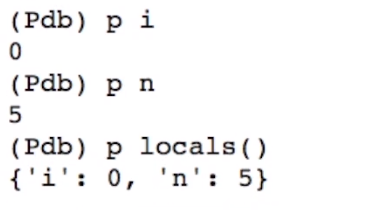 (Pdb) p i
0
(Pdb) p n
5
(Pdb) p locals()
{'i': 0, 'n': 5}